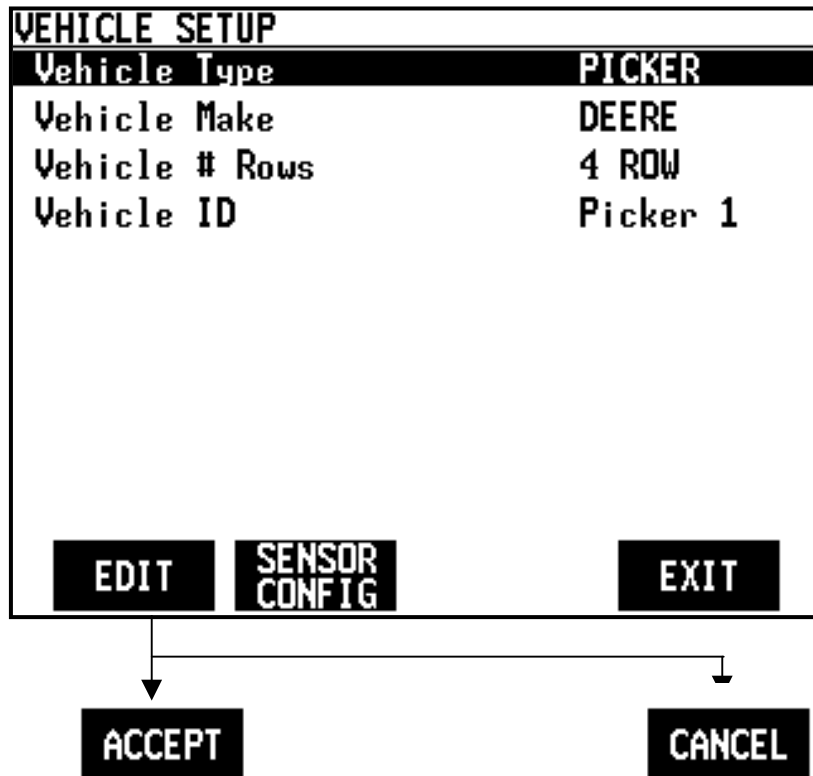 VEHICLE SETUP
Vehicle Type PICKER
Vehicle Make DEERE
Vehicle # Rows 4 ROW
Vehicle ID Picker 1
EDIT
SENSOR
CONFIG
EXIT
ACCEPT
CANCEL